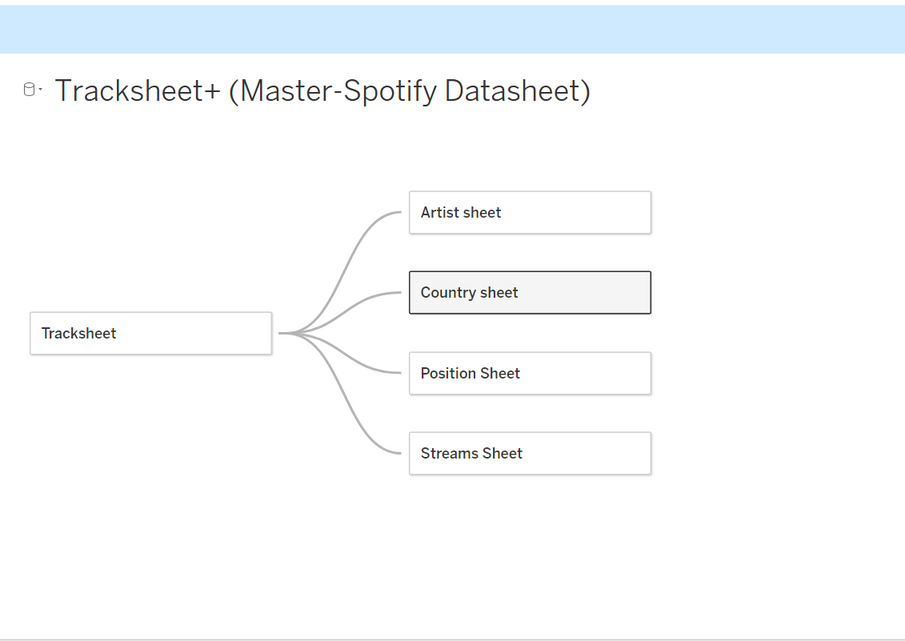 Tracksheet+ (Master-Spotify Datasheet)
Artist sheet
Country sheet
Tracksheet
Position Sheet
Streams Sheet